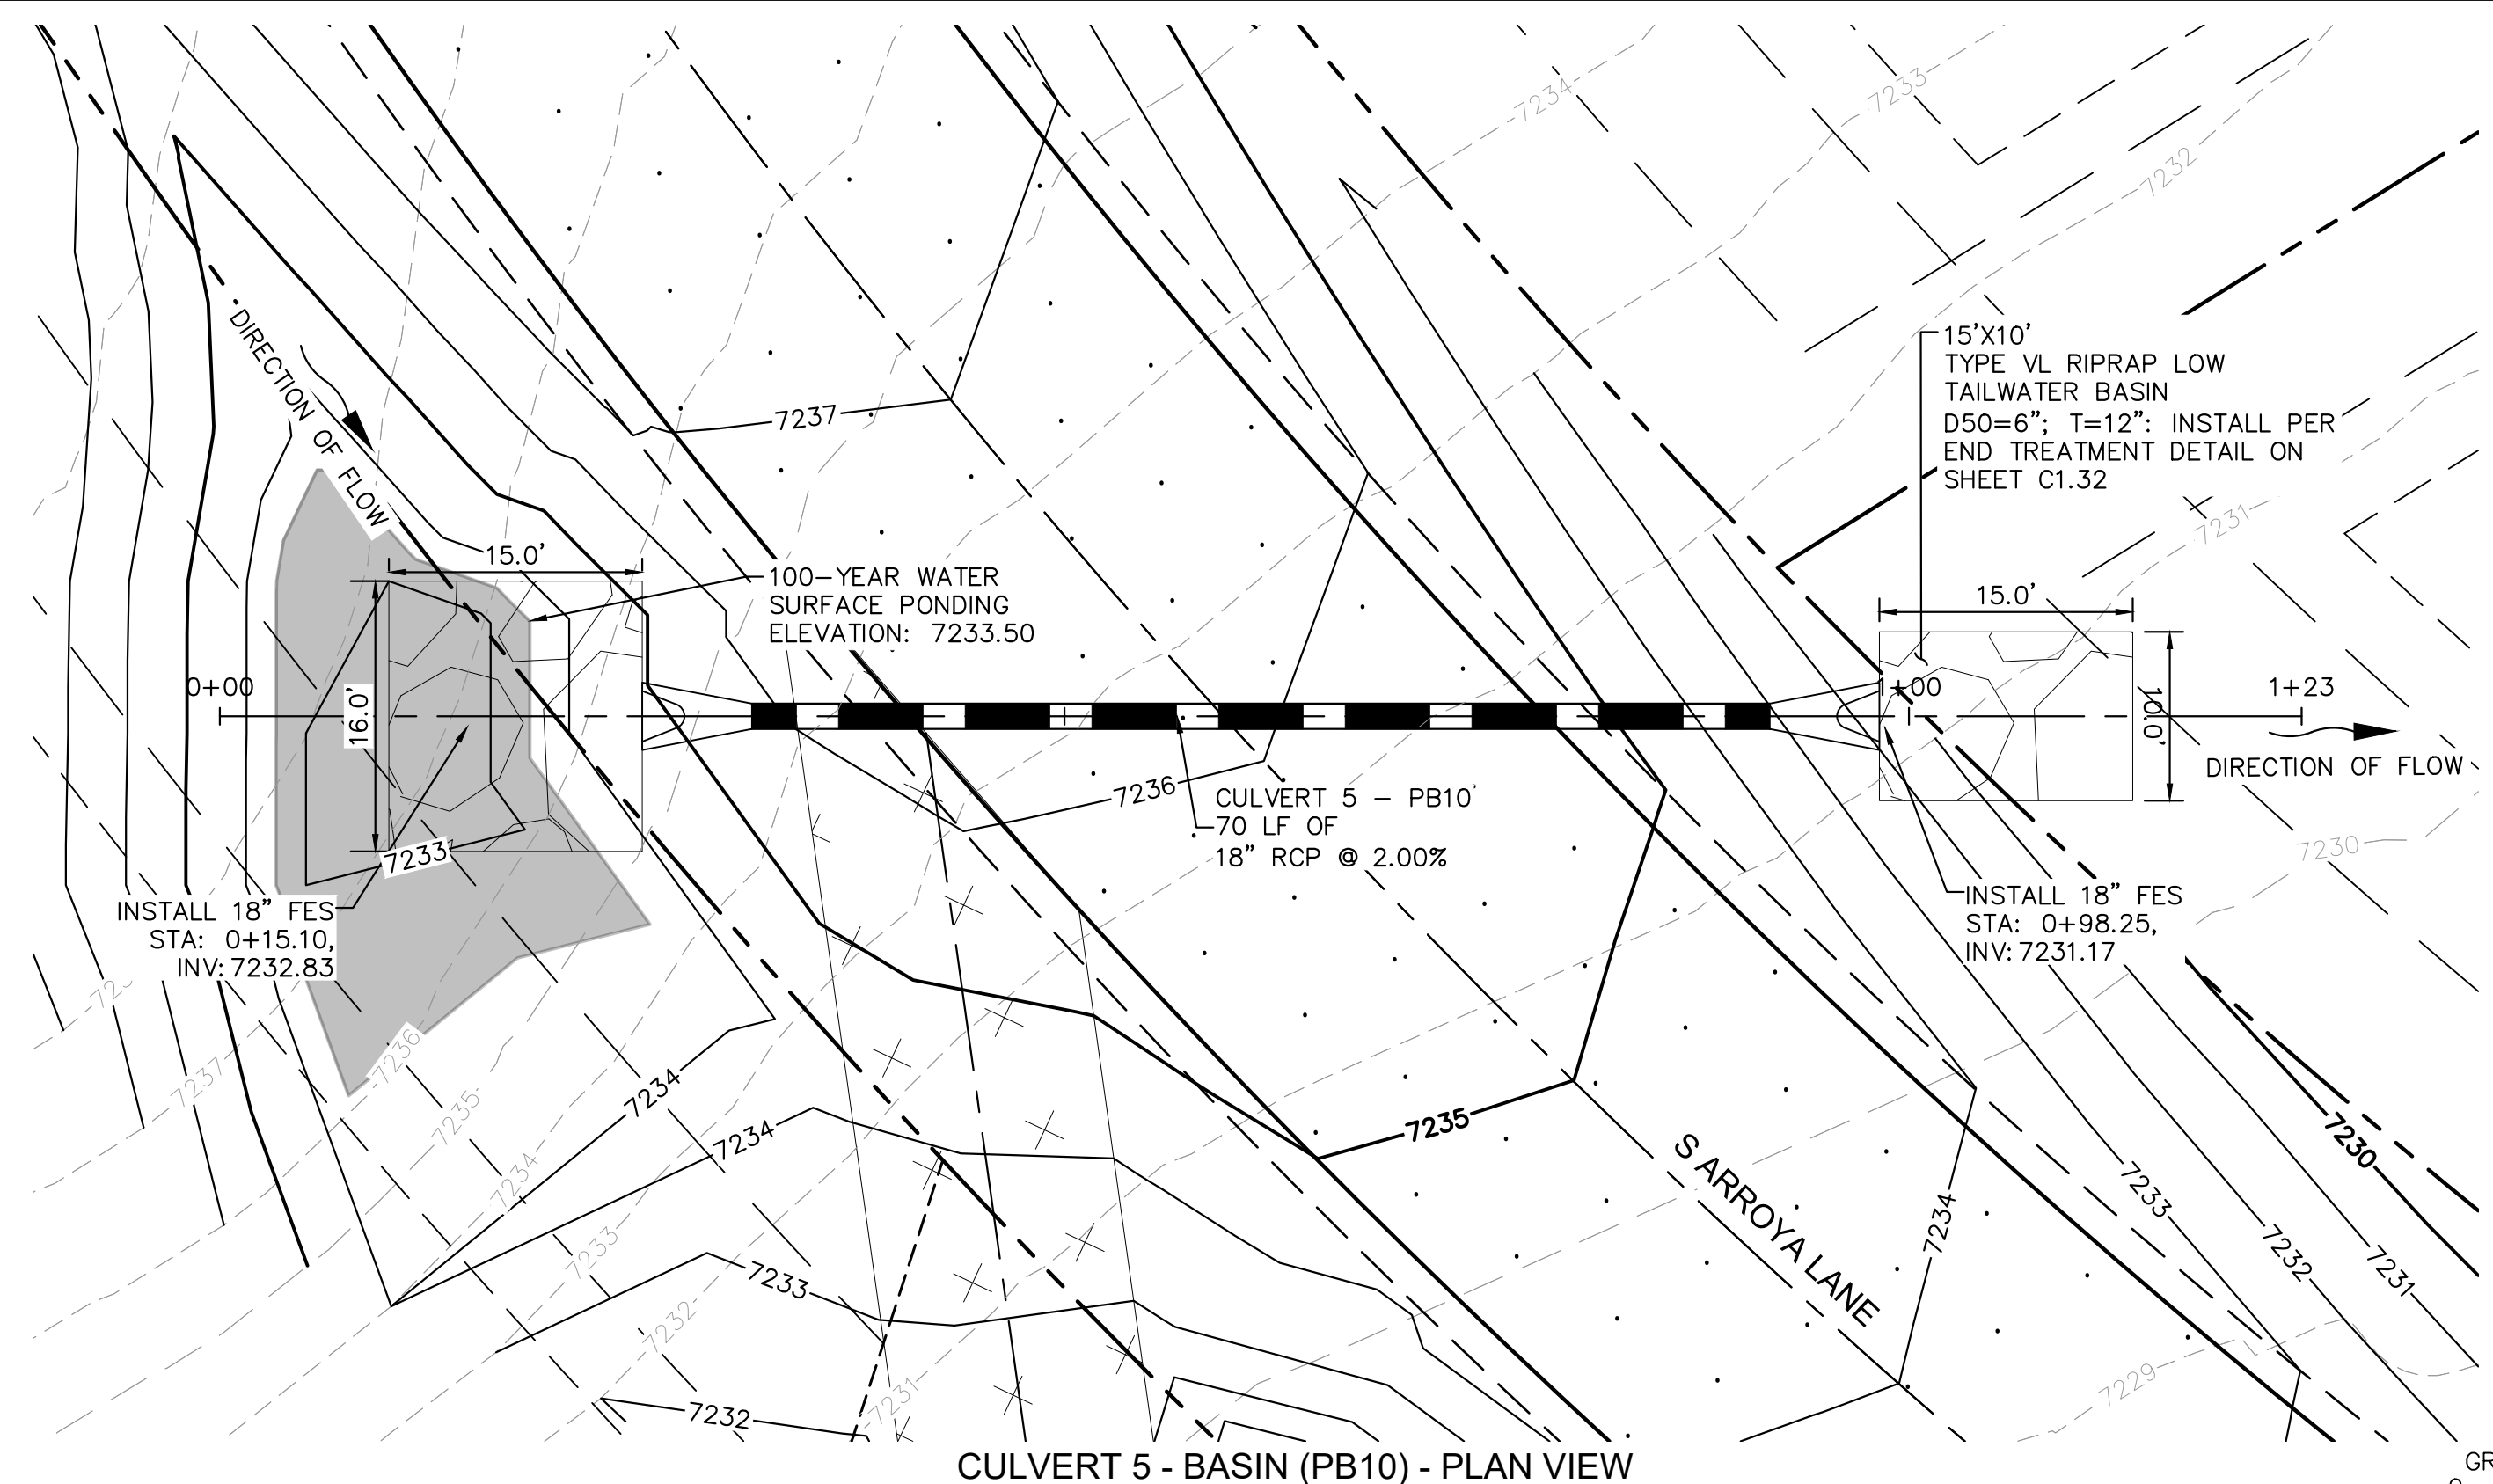 7234
7233
7232
7231
7230
7229
DIRECTION OF FLOW
15'X10'
TYPE VL RIPRAP LOW
TAILWATER BASIN
D50=6”; T=12”: INSTALL PER
END TREATMENT DETAIL ON
SHEET C1.32
7237
15.0'
100–YEAR WATER
SURFACE PONDING
ELEVATION: 7233.50
15.0'
0+00
16.0'
1+00
10.0'
1+23
DIRECTION OF FLOW
7236
CULVERT 5 – PB10
70 LF OF
18” RCP @ 2.00%
7233
INSTALL 18” FES
STA: 0+15.10,
INV: 7232.83
INSTALL 18” FES
STA: 0+98.25,
INV: 7231.17
7237
7236
7235
7234
7233
7232
7231
7234
7234
7233
7232
7235
S ARROYA LANE
7234
7233
7232
7231
7230
CULVERT 5 - BASIN (PB10) - PLAN VIEW
GR